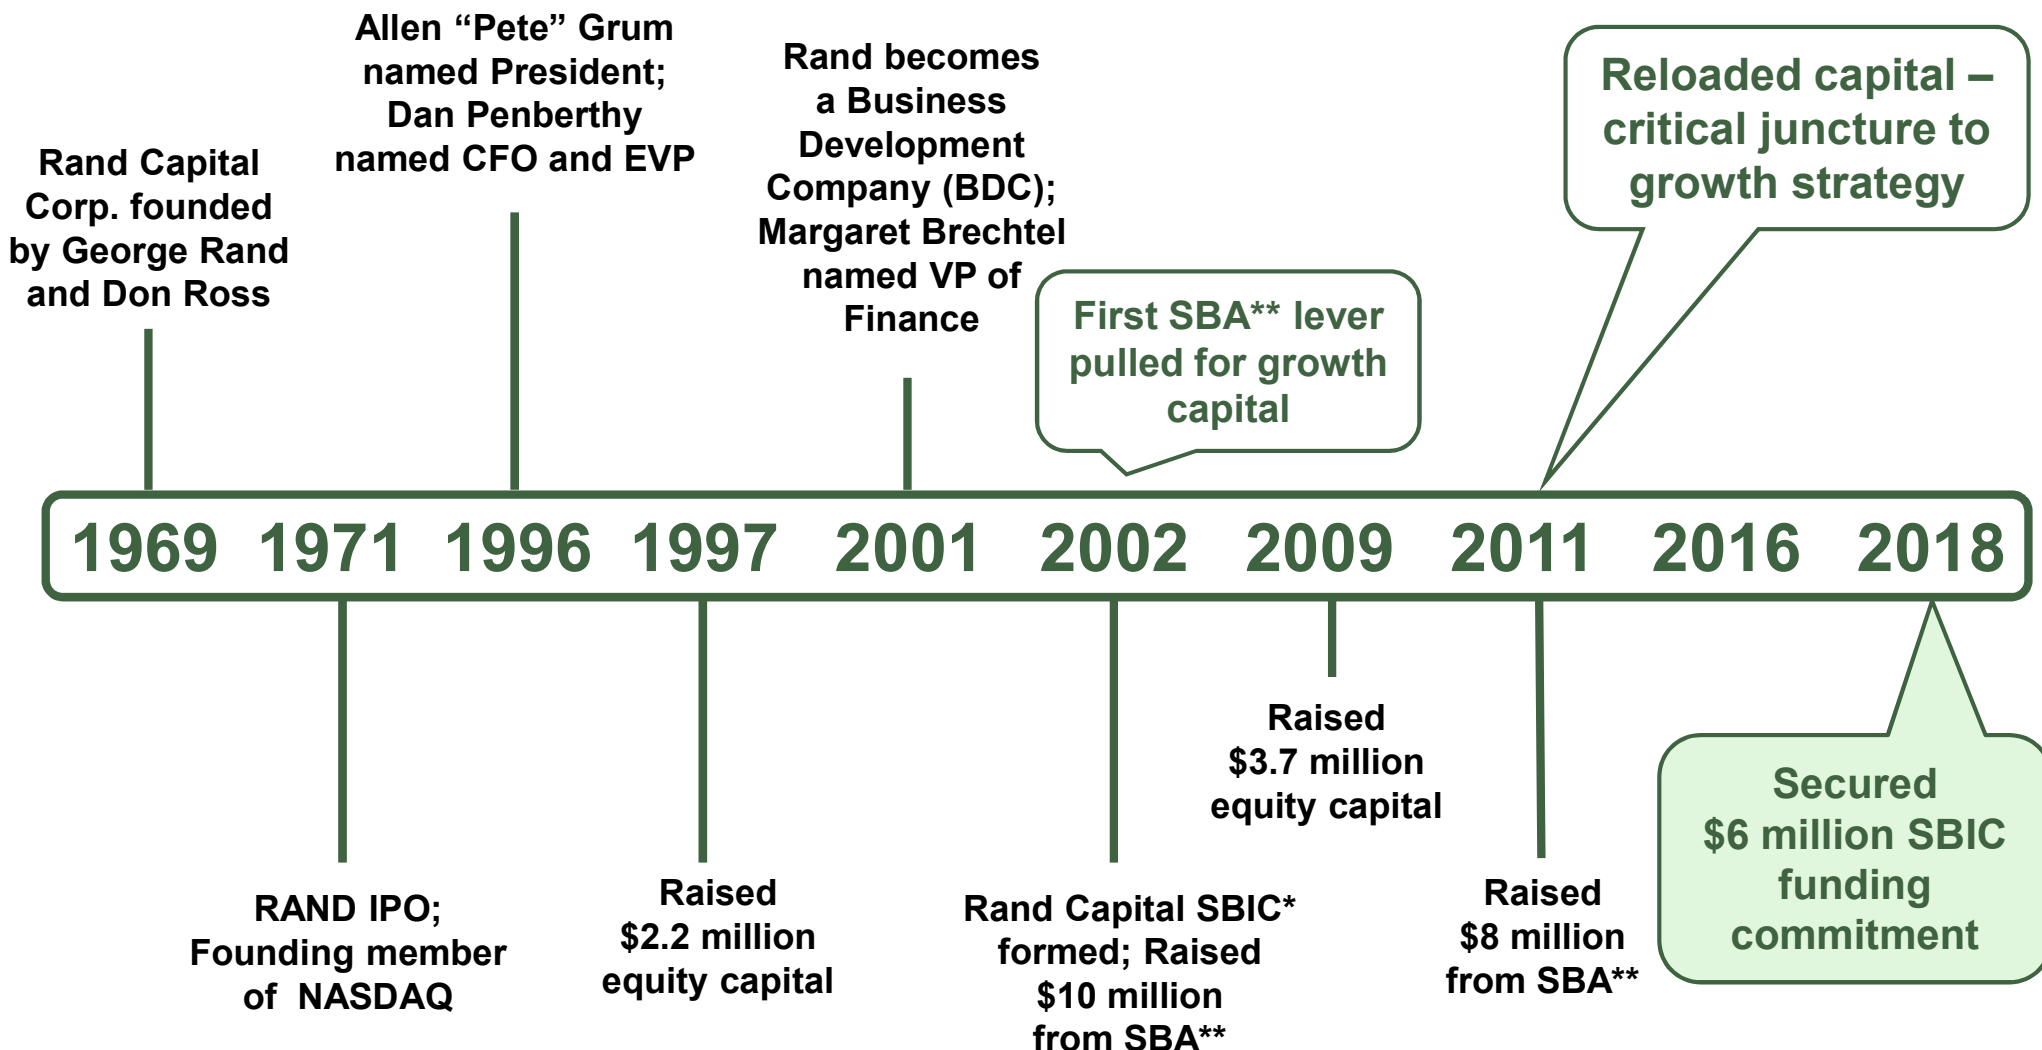 Allen “Pete” Grum
named President;
Dan Penberthy
named CFO and EVP
Rand becomes
a Business
Development
Company (BDC);
Margaret Brechtel
named VP of
Finance
Reloaded capital –
critical juncture to
growth strategy
Rand Capital
Corp. founded
by George Rand
and Don Ross
First SBA** lever
pulled for growth
capital
1969 1971 1996 1997 2001 2002 2009 2011 2016 2018
RAND IPO;
Founding member
of NASDAQ
Raised
$2.2 million
equity capital
Rand Capital SBIC*
formed; Raised
$10 million
from SBA**
Raised
$3.7 million
equity capital
Raised
$8 million
from SBA**
Secured
$6 million SBIC
funding
commitment